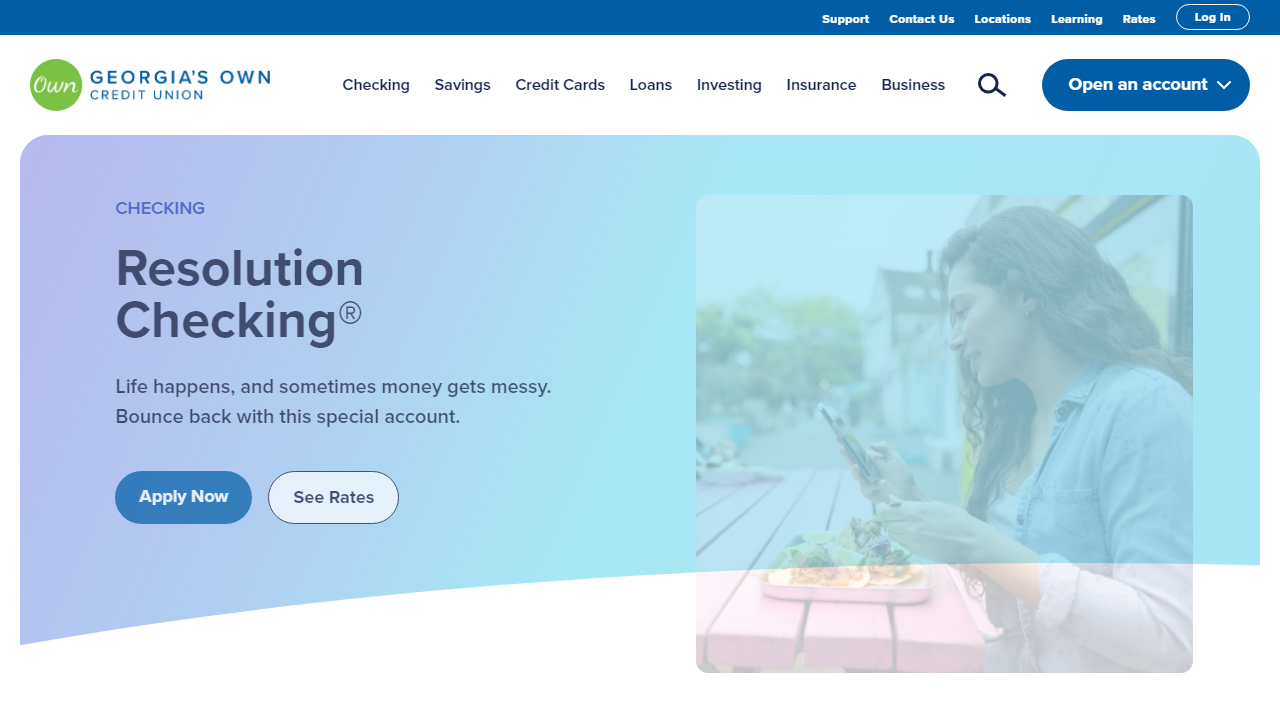 Support Contact Us Locations Learning Rates Log In
Own GEORGIA'S OWN
CREDIT UNION
Checking Savings Credit Cards Loans Investing Insurance Business
Open an account
CHECKING
Resolution
Checking®
Life happens, and sometimes money gets messy.
Bounce back with this special account.
Apply Now See Rates